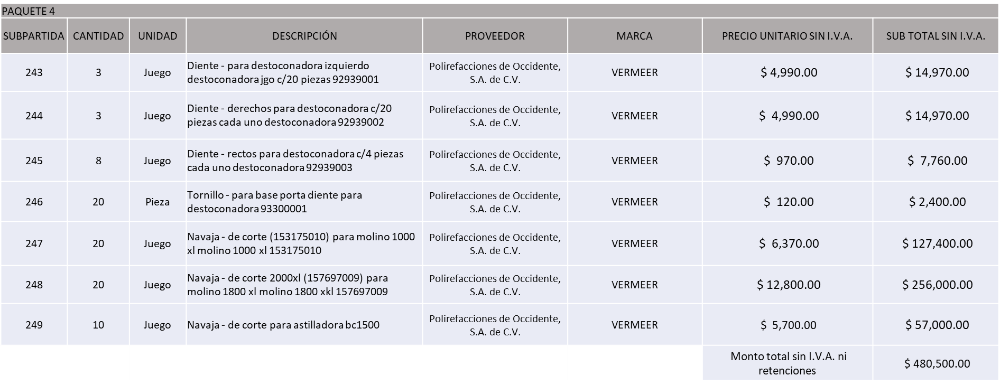 PAQUETE 4
SUBPARTIDA CANTIDAD UNIDAD DESCRIPCIÓN PROVEEDOR MARCA PRECIO UNITARIO SIN I.V.A. SUB TOTAL SIN I.V.A.
243 3 Juego Diente - para destoconadora izquierdo
destoconadora jgo c/20 piezas 92939001 Polirefacciones de Occidente,
S.A. de C.V. VERMEER $ 4,990.00 $ 14,970.00
244 3 Juego Diente - derechos para destoconadora c/20
piezas cada uno destoconadora 92939002 Polirefacciones de Occidente,
S.A. de C.V. VERMEER $ 4,990.00 $ 14,970.00
245 8 Juego Diente - rectos para destoconadora c/4 piezas
cada uno destoconadora 92939003 Polirefacciones de Occidente,
S.A. de C.V. VERMEER $ 970.00 $ 7,760.00
246 20 Pieza Tornillo - para base porta diente para
destoconadora 93300001 Polirefacciones de Occidente,
S.A. de C.V. VERMEER $ 120.00 $ 2,400.00
247 20 Juego Navaja - de corte (153175010) para molino 1000
xl molino 1000 xl 153175010 Polirefacciones de Occidente,
S.A. de C.V. VERMEER $ 6,370.00 $ 127,400.00
248 20 Juego Navaja - de corte 2000xl (157697009) para
molino 1800 xl molino 1800 xkl 157697009 Polirefacciones de Occidente,
S.A. de C.V. VERMEER $ 12,800.00 $ 256,000.00
249 10 Juego Navaja - de corte para astilladora bc1500 Polirefacciones de Occidente,
S.A. de C.V. VERMEER $ 5,700.00 $ 57,000.00
Monto total sin I.V.A. ni
retenciones $ 480,500.00